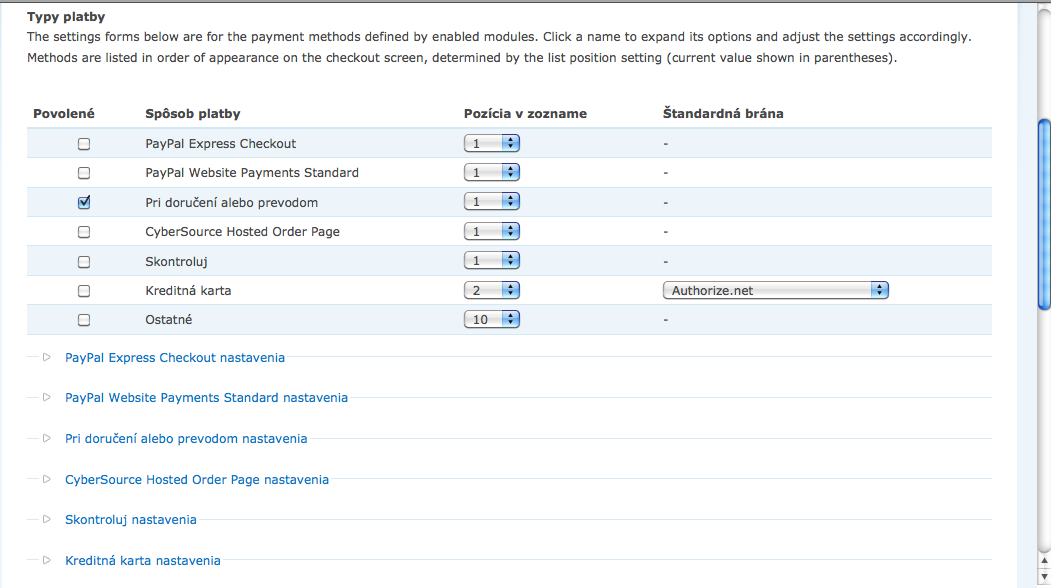 Typy platby
The settings forms below are for the payment methods defined by enabled modules. Click a name to expand its options and adjust the settings accordingly.
Methods are listed in order of appearance on the checkout screen, determined by the list position setting (current value shown in parentheses).
Povolené Spôsob platby Pozícia v zozname Štandardná brána
PayPal Express Checkout 1 -
PayPal Website Payments Standard 1 -
Pri doručení alebo prevodom 1 -
CyberSource Hosted Order Page 1 -
Skontroluj 1 -
Kreditná karta 2 Authorize.net
Ostatné 10 -
PayPal Express Checkout nastavenia
PayPal Website Payments Standard nastavenia
Pri doručení alebo prevodom nastavenia
CyberSource Hosted Order Page nastavenia
Skontroluj nastavenia
Kreditná karta nastavenia